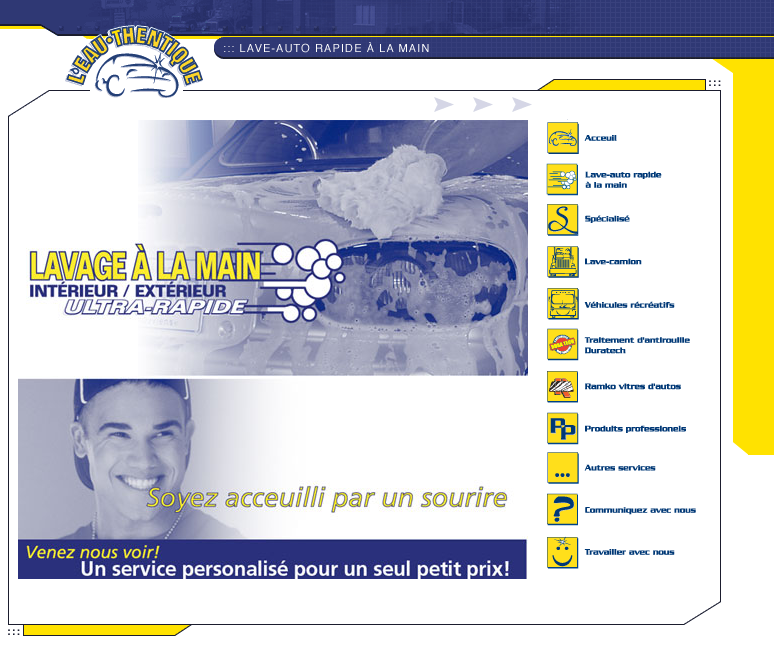 L'EAU·THENTIQUE
::: LAVE-AUTO RAPIDE À LA MAIN
LAVAGE À LA MAIN
INTÉRIEUR / EXTÉRIEUR
ULTRA-RAPIDE
Soyez acceuilli par un sourire
Venez nous voir!
Un service personalisé pour un seul petit prix!
Acceuil
Lave-auto rapide
à la main
Spécialisé
Lave-camion
Véhicules récréatifs
Traitement d'antirouille
Duratech
Ramko vitres d'autos
Produits professionels
Autres services
Communiquez avec nous
Travailler avec nous